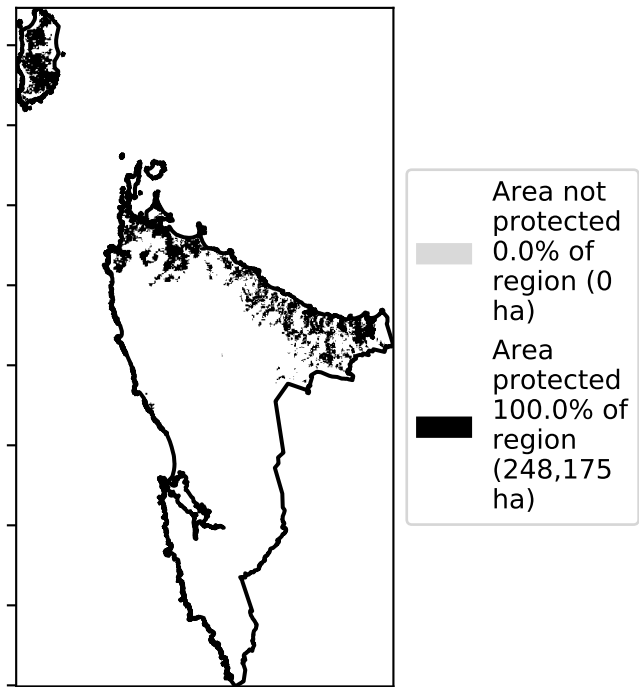 Area not
protected
0.0% of
region (0
ha)
Area
protected
100.0% of
region
(248,175
ha)